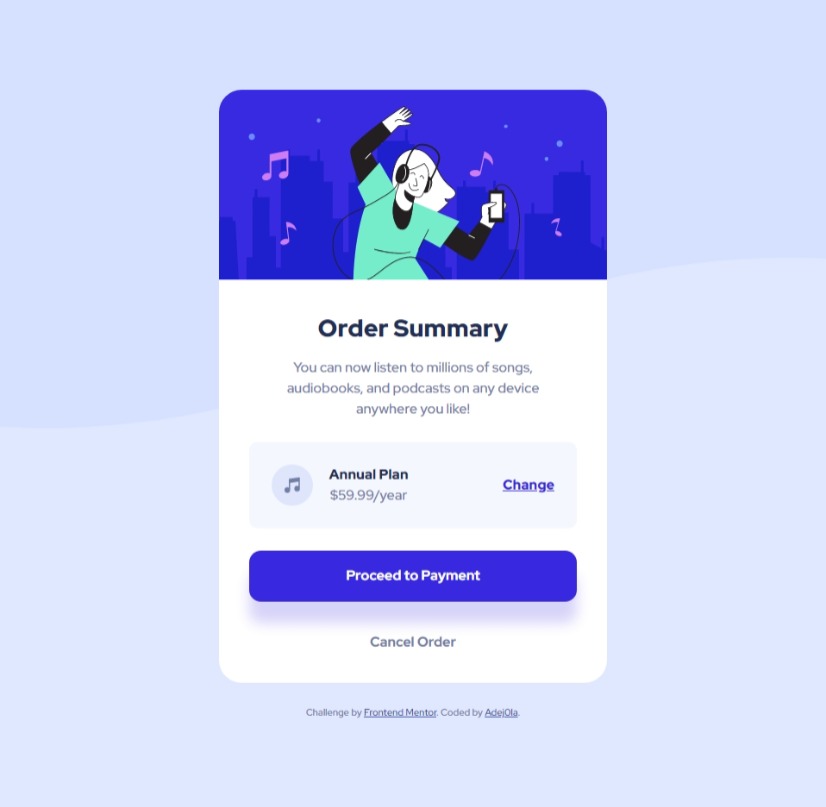 Order Summary
You can now listen to millions of songs,
audiobooks, and podcasts on any device
anywhere you like!
Annual Plan
$59.99/year
Change
Proceed to Payment
Cancel Order
Challenge by Frontend Mentor. Coded by Adej0la.